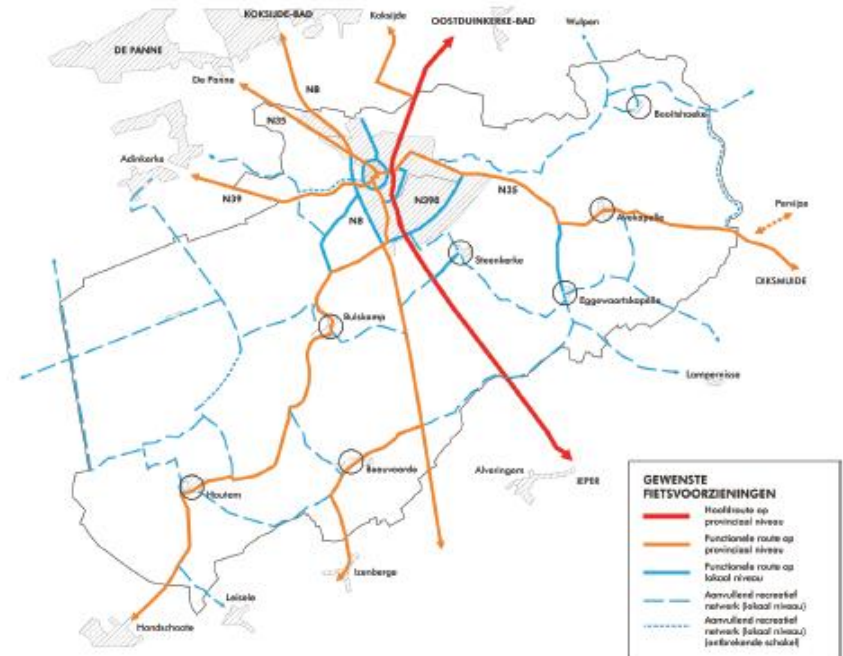 KOKSIJDE-BAD
Koksijde
OOSTDUINKERKE-BAD
Wulpen
DE PANNE
De Panne
N8
N35
Booitshoeke
Adinkerke
N39
N390
N35
N8
Avekapelle
Pervijze
Steenkerke
DIKSMUIDE
Eggewaartskapelle
Bulskamp
Lampernisse
Beauvoorde
Alveringem
IEPER
Houtem
Izenberge
Leisele
Hondschoote
GEWENSTE
FIETSVOORZIENINGEN
Hoofdroute op
provinciaal niveau
Functionele route op
provinciaal niveau
Functionele route op
lokaal niveau
Aanvullend recreatief
netwerk (lokaal niveau)
Aanvullend recreatief
netwerk (lokaal niveau)
(ontbrekende schakel)